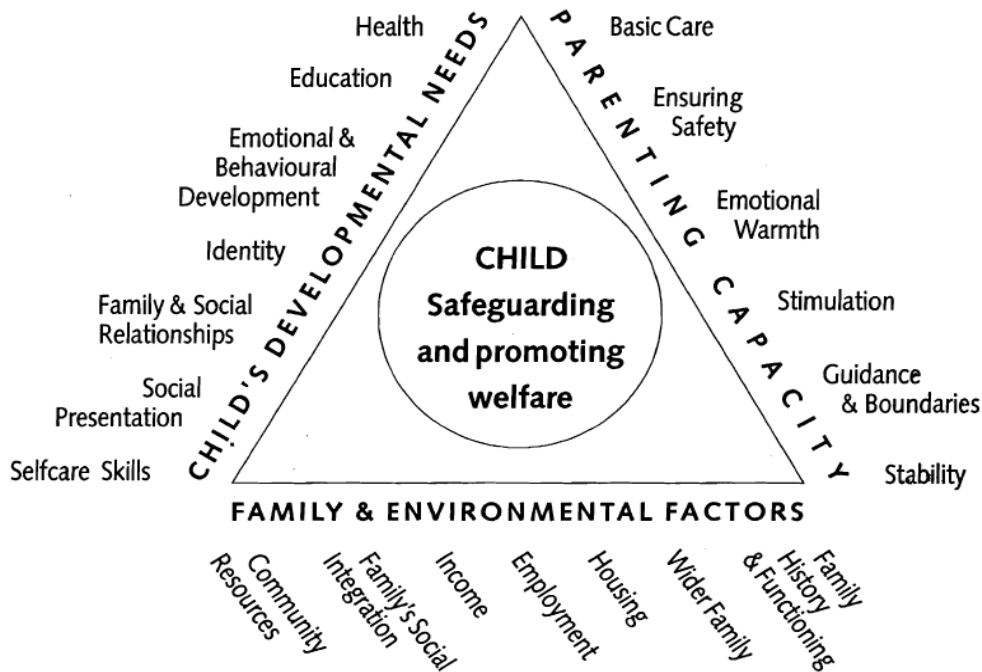 Health
Education
Emotional &
Behavioural
Development
Identity
Family & Social
Relationships
Social
Presentation
Selfcare Skills
CHILD'S DEVELOPMENTAL NEEDS
CHILD
Safeguarding
and promoting
welfare
PARENTING CAPACITY
Basic Care
Ensuring
Safety
Emotional
Warmth
Stimulation
Guidance
& Boundaries
Stability
FAMILY & ENVIRONMENTAL FACTORS
Community
Resources
Family's Social
Integration
Income
Employment
Housing
Wider Family
Family
History
& Functioning